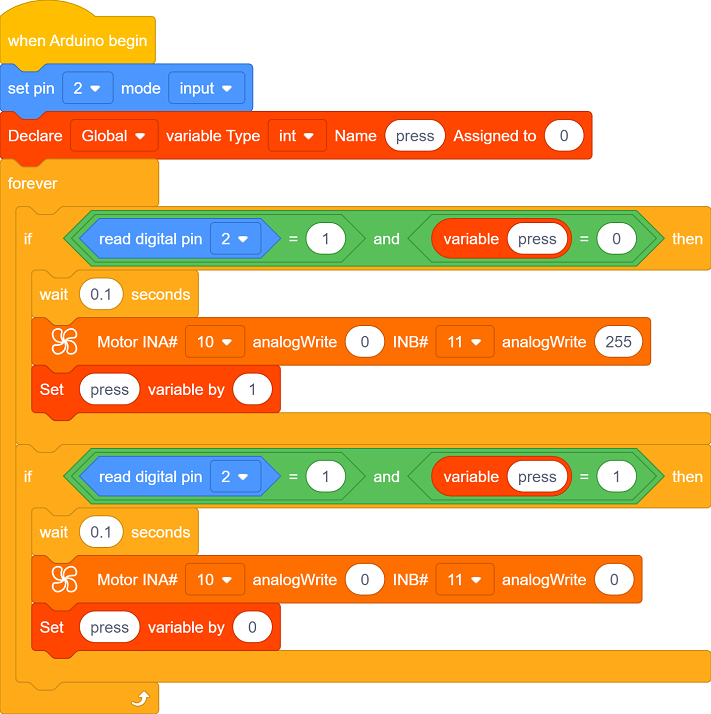 when Arduino begin
set pin 2 mode input
Declare Global variable Type int Name press Assigned to 0
forever
if read digital pin 2 = 1 and variable press = 0 then
wait 0.1 seconds
Motor INA# 10 analogWrite 0 INB# 11 analogWrite 255
Set press variable by 1
if read digital pin 2 = 1 and variable press = 1 then
wait 0.1 seconds
Motor INA# 10 analogWrite 0 INB# 11 analogWrite 0
Set press variable by 0